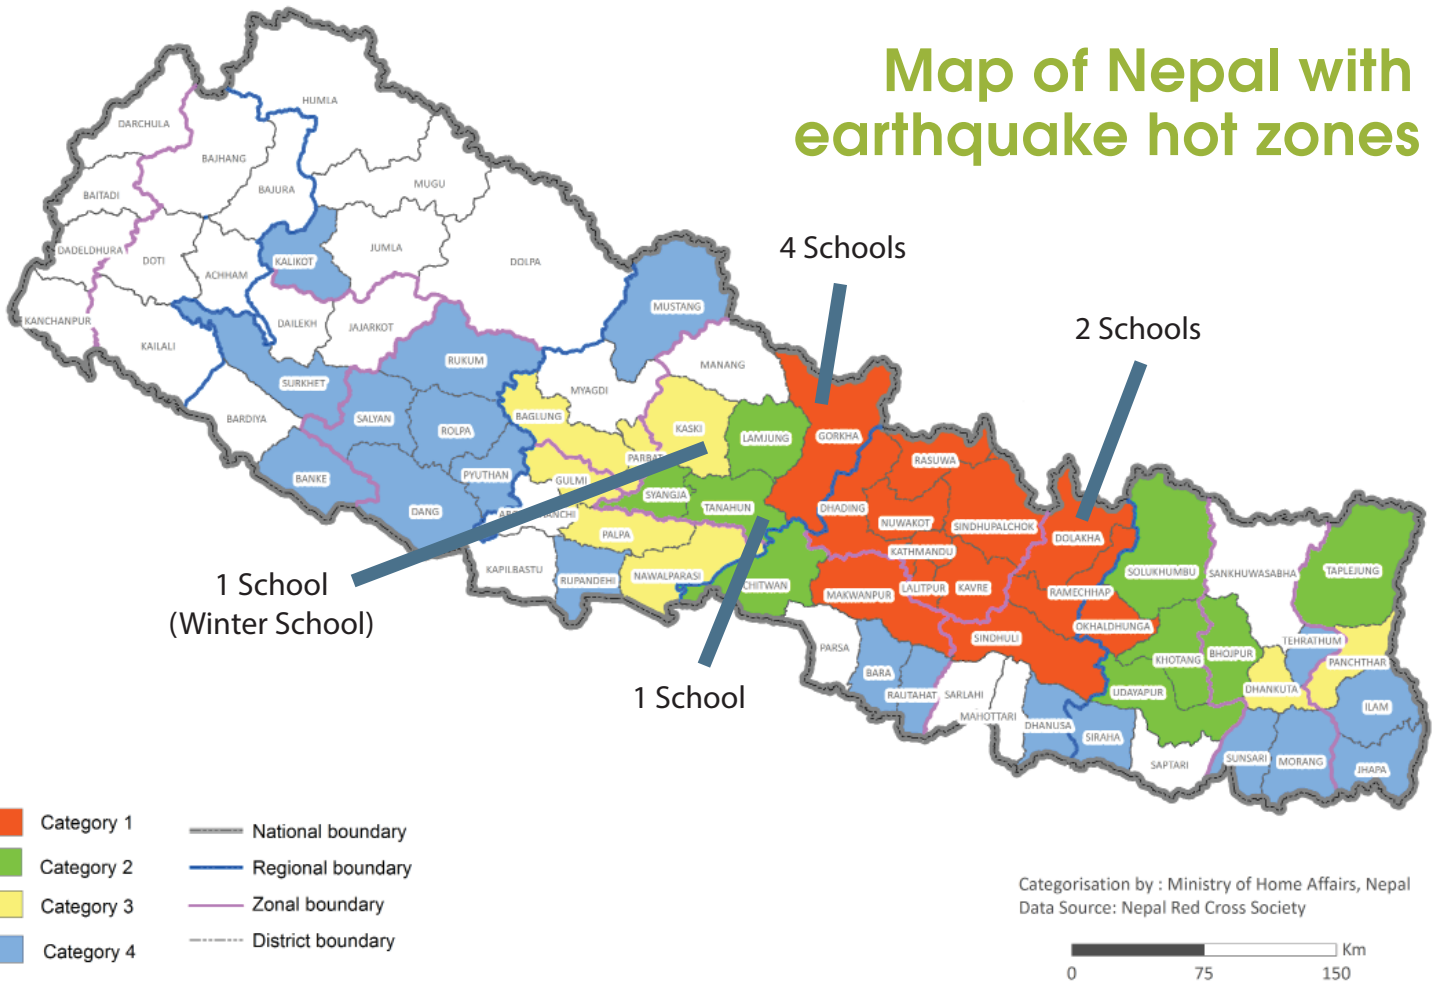 Map of Nepal with
earthquake hot zones
HUMLA
DARCHULA
BAJHANG
BAJURA
MUGU
BAITADI
DADELDHURA
DOTI
ACHHAM
KALIKOT
JUMLA
DOLPA
4 Schools
MUSTANG
KANCHANPUR
KAILALI
DAILEKH
JAJARKOT
2 Schools
RUKUM
MANANG
SURKHET
MYAGDI
BARDIYA
SALYAN
ROLPA
BAGLUNG
KASKI
LAMJUNG
GORKHA
PARBAT
RASUWA
BANKE
PYUTHAN
GULMI
SYANGJA
TANAHUN
DHADING
DANG
NUWAKOT
SINDHUPALCHOK
PALPA
DOLAKHA
KATHMANDU
KAPILBASTU
RUPANDEHI
NAWALPARASI
CHITWAN
MAKWANPUR
LALITPUR
KAVRE
RAMECHHAP
SOLUKHUMBU
SANKHUWASABHA
TAPLEJUNG
1 School
(Winter School)
OKHALDHUNGA
SINDHULI
PARSA
KHOTANG
BHOJPUR
TEHRATHUM
PANCHTHAR
BARA
RAUTAHAT
SARLAHI
UDAYAPUR
DHANKUTA
1 School
MAHOTTARI
DHANUSA
SIRAHA
ILAM
SAPTARI
SUNSARI
MORANG
JHAPA
Category 1
Category 2
Category 3
Category 4
National boundary
Regional boundary
Zonal boundary
District boundary
Categorisation by : Ministry of Home Affairs, Nepal
Data Source: Nepal Red Cross Society
Km
0 75 150